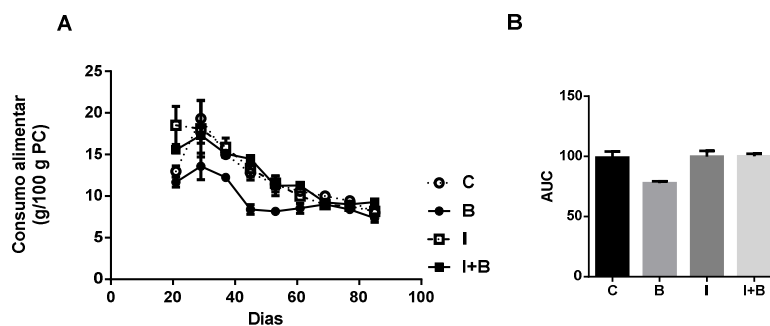 A
Consumo alimentar
(g/100 g PC)
25
20
15
10
5
0
0 20 40 60 80 100
Dias
C
B
I
I+B
B
AUC
150
100
50
0
C B I I+B